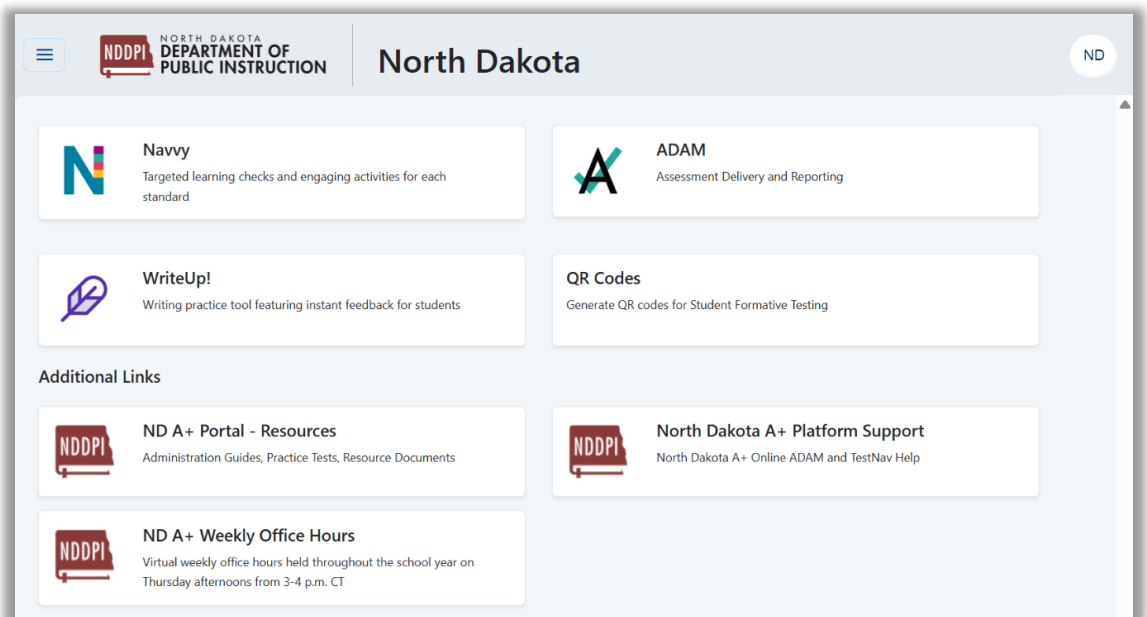 NDDPI
NORTH DAKOTA
DEPARTMENT OF
PUBLIC INSTRUCTION
North Dakota
ND
Navvy
Targeted learning checks and engaging activities for each
standard
ADAM
Assessment Delivery and Reporting
WriteUp!
Writing practice tool featuring instant feedback for students
QR Codes
Generate QR codes for Student Formative Testing
Additional Links
NDDPI
ND A+ Portal - Resources
Administration Guides, Practice Tests, Resource Documents
NDDPI
North Dakota A+ Platform Support
North Dakota A+ Online ADAM and TestNav Help
NDDPI
ND A+ Weekly Office Hours
Virtual weekly office hours held throughout the school year on
Thursday afternoons from 3-4 p.m. CT